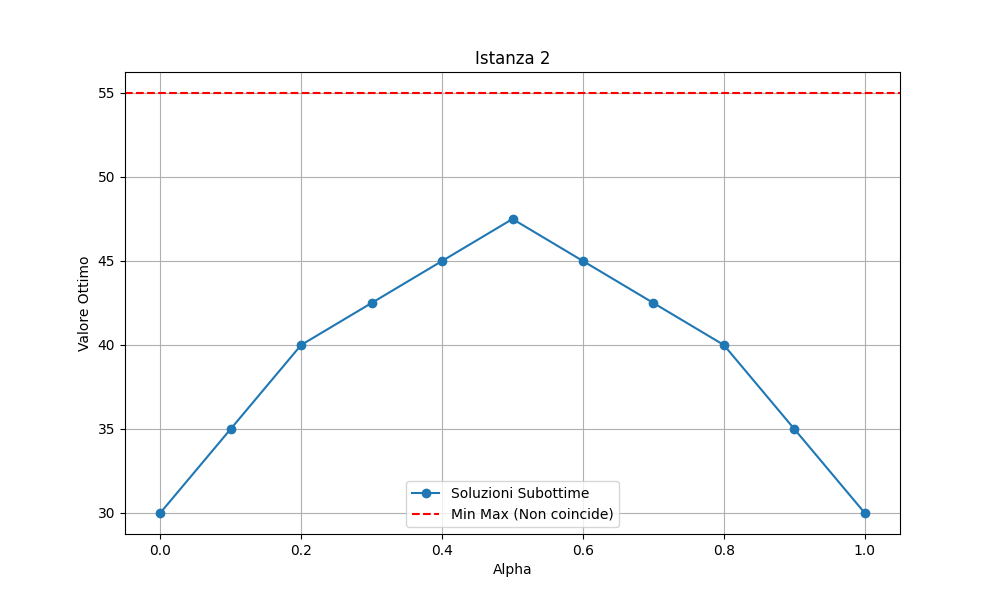 Istanza 2
Valore Ottimo
55
50
45
40
35
30
Soluzioni Subottime
Min Max (Non coincide)
0.0 0.2 0.4 0.6 0.8 1.0
Alpha